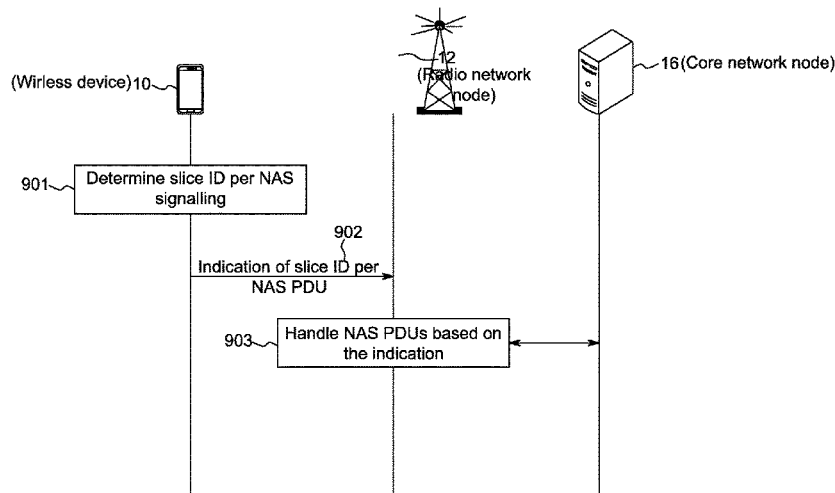 (Wirless device)10
12
(Radio network
node)
16(Core network node)
901
Determine slice ID per NAS
signalling
902
Indication of slice ID per
NAS PDU
903
Handle NAS PDUs based on
the indication